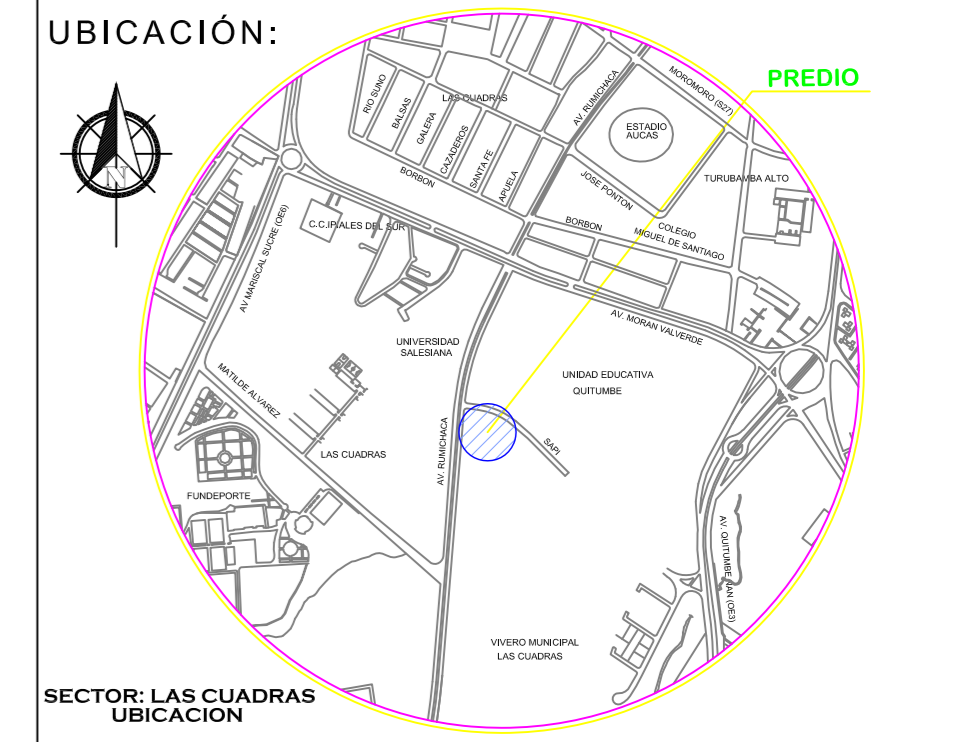 UBICACIÓN:
PREDIO
MOROMORO (S27)
AV. RUMICHACA
RIO SUNO
BALSAS
GALERA
LAS CUADRAS
CAZADEROS
SANTA FE
APUELA
BORBON
ESTADIO
AUCAS
JOSE PONTON
TURUBAMBA ALTO
N
BORBON
COLEGIO
MIGUEL DE SANTIAGO
C.C.IPIALES DEL SUR
AV MARISCAL SUCRE (OE6)
AV. MORAN VALVERDE
UNIVERSIDAD
SALESIANA
UNIDAD EDUCATIVA
QUITUMBE
MATILDE ALVAREZ
AV. RUMICHACA
SAPI
LAS CUADRAS
FUNDEPORTE
AV. QUITUMBE ÑAN (OE3)
VIVERO MUNICIPAL
LAS CUADRAS
SECTOR: LAS CUADRAS
UBICACION